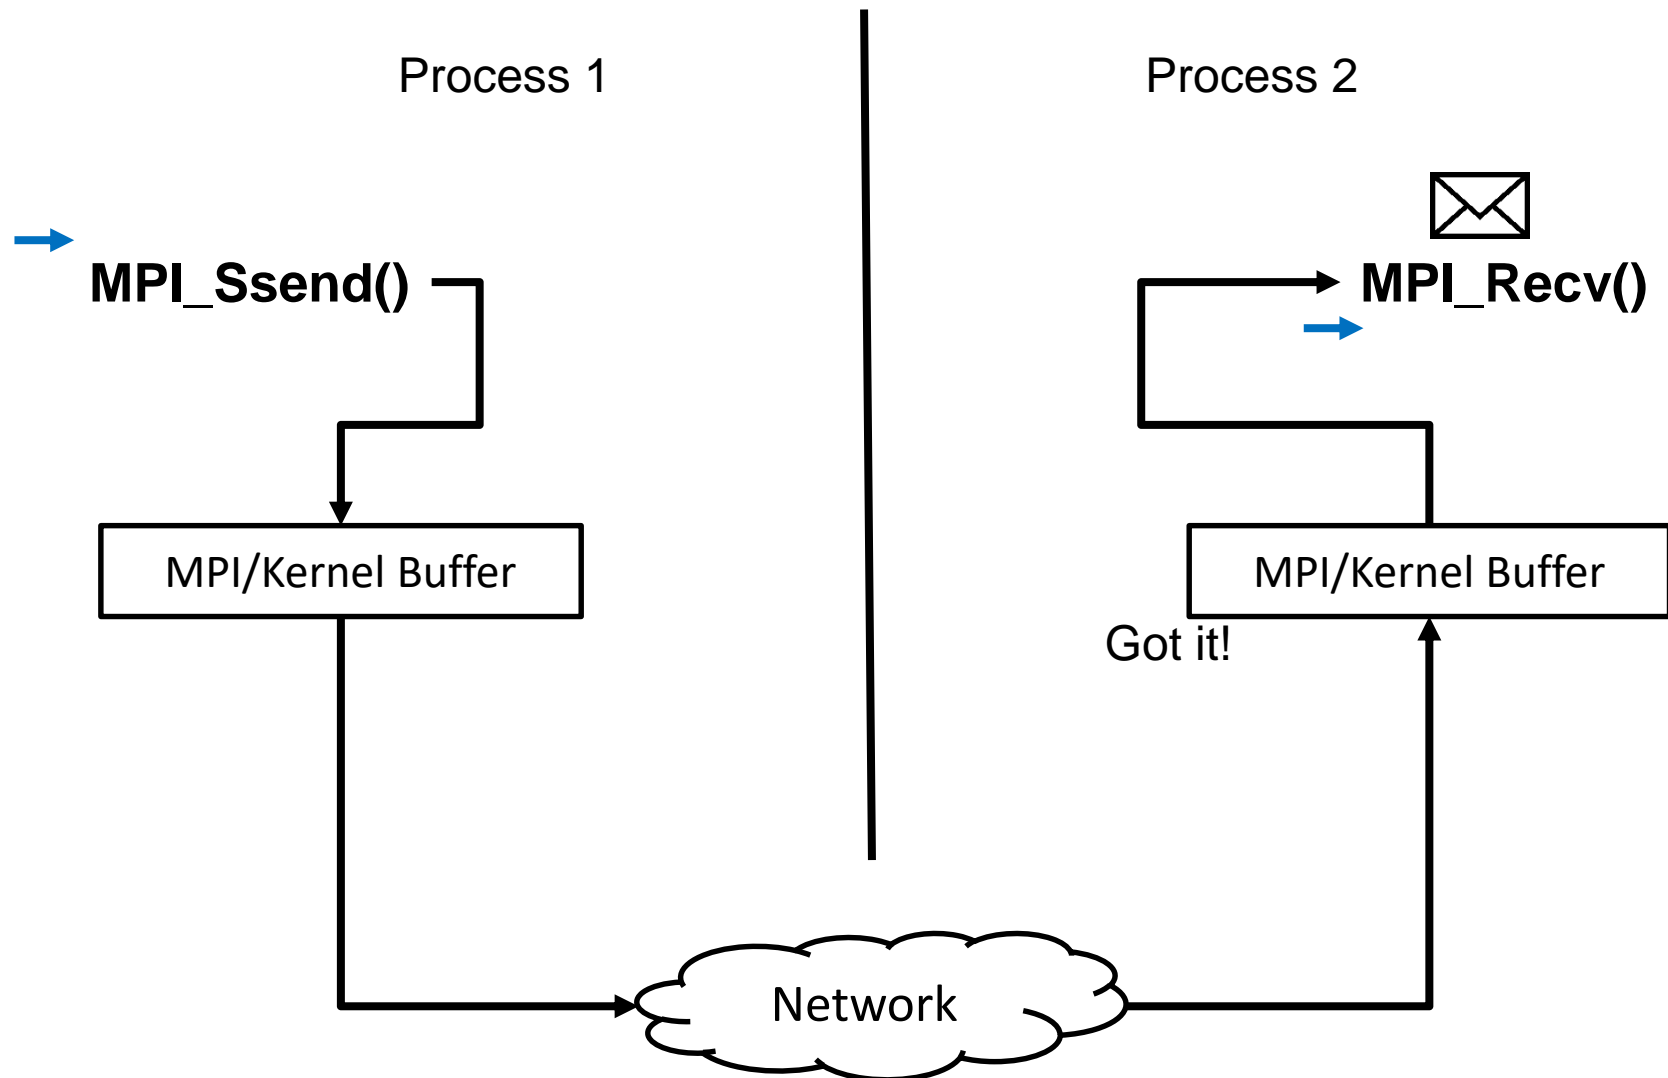 Process 1
Process 2
MPI_Ssend()
MPI_Recv()
MPI/Kernel Buffer
MPI/Kernel Buffer
Got it!
Network